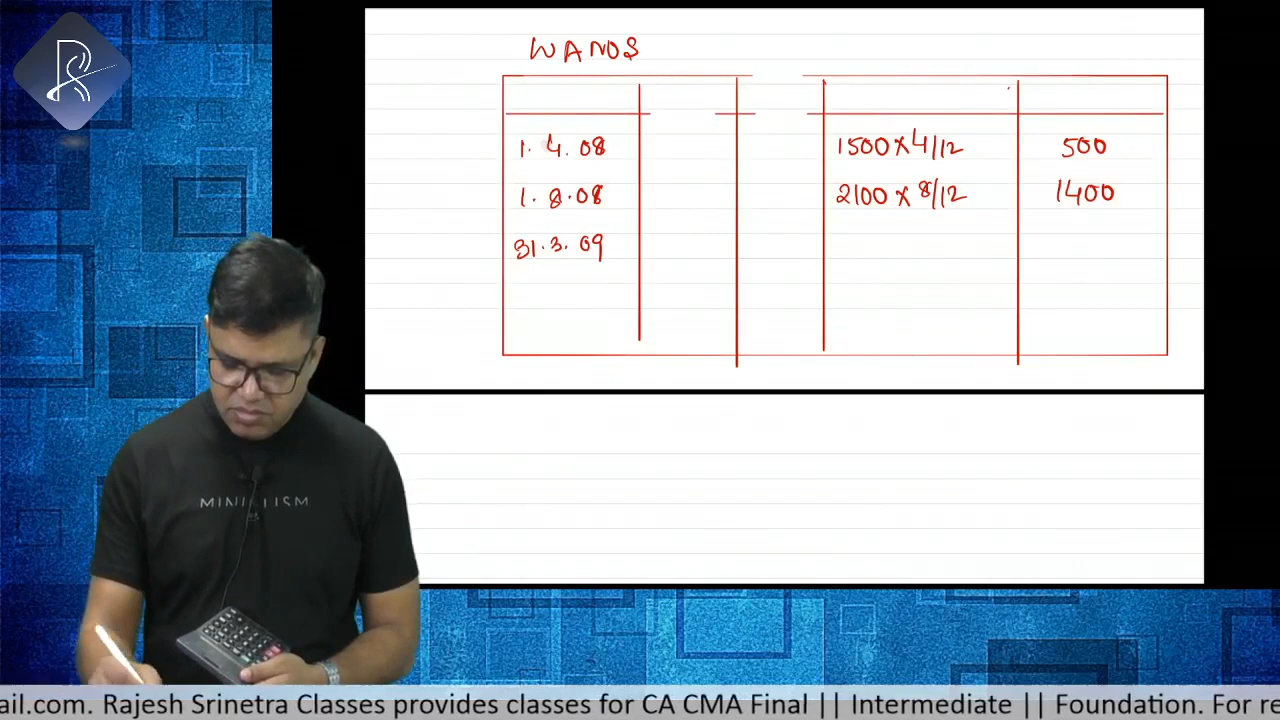 WANOS
1.4.08 1500×4/12 500
1.8.08 2100×8/12 1400
31.3.09
MINIMALISM
ail.com. Rajesh Srinetra Classes provides classes for CA CMA Final || Intermediate || Foundation. For re